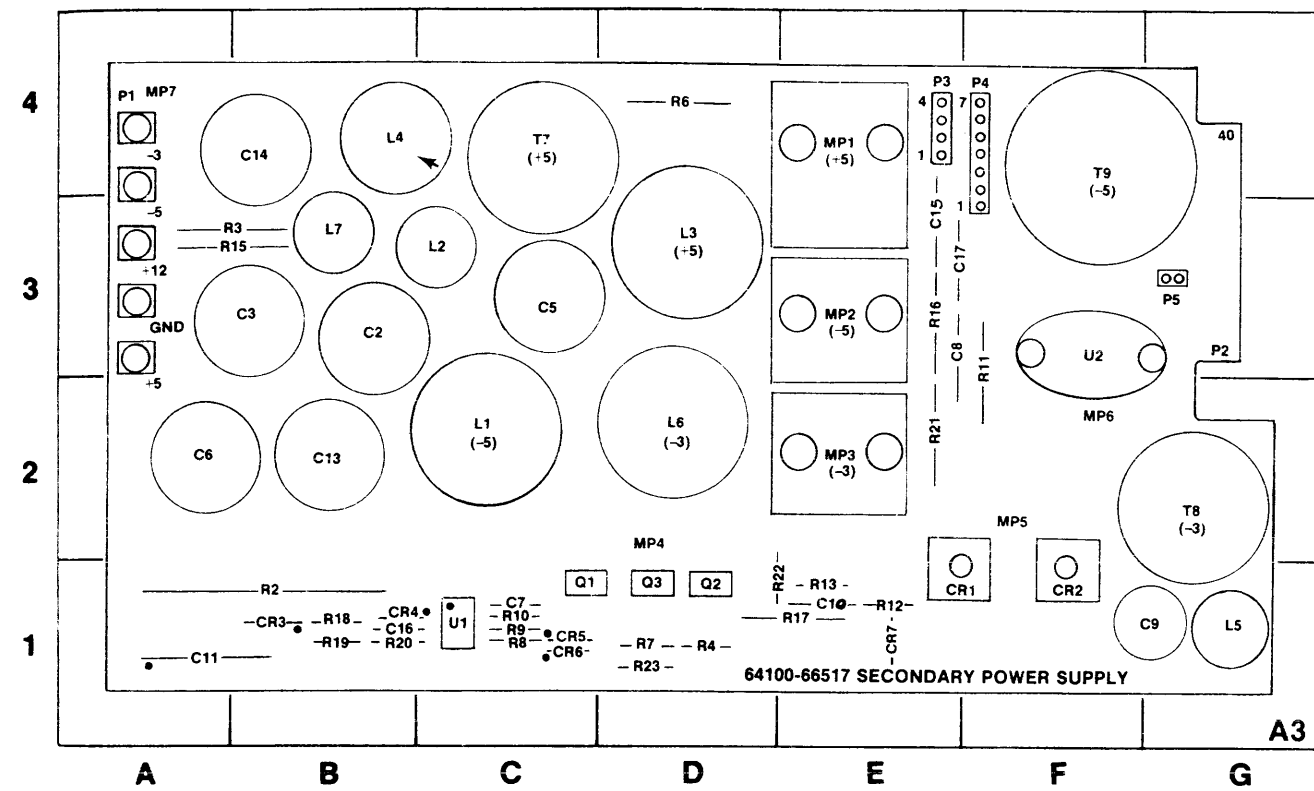 4
P1 MP7
-3
-5
+12
GND
+5
C14
L4
T7
(+5)
R6
MP1
(+5)
P3
4
1
P4
7
1
T9
(-5)
40
3
R3
R15
L7
L2
L3
(+5)
C15
C17
C3
C2
C5
MP2
(-5)
R16
C8
R11
U2
P5
P2
MP6
2
C6
C13
L1
(-5)
L6
(-3)
MP3
(-3)
R21
T8
(-3)
MP5
MP4
1
R2
Q1
Q3
Q2
R22
R13
C10
R12
R17
CR7
CR1
CR2
CR3
R18
R19
CR4
C16
R20
U1
C7
R10
R9
R8
CR5
CR6
R7
R4
R23
C11
C9
L5
64100-66517 SECONDARY POWER SUPPLY
A3
A B C D E F G